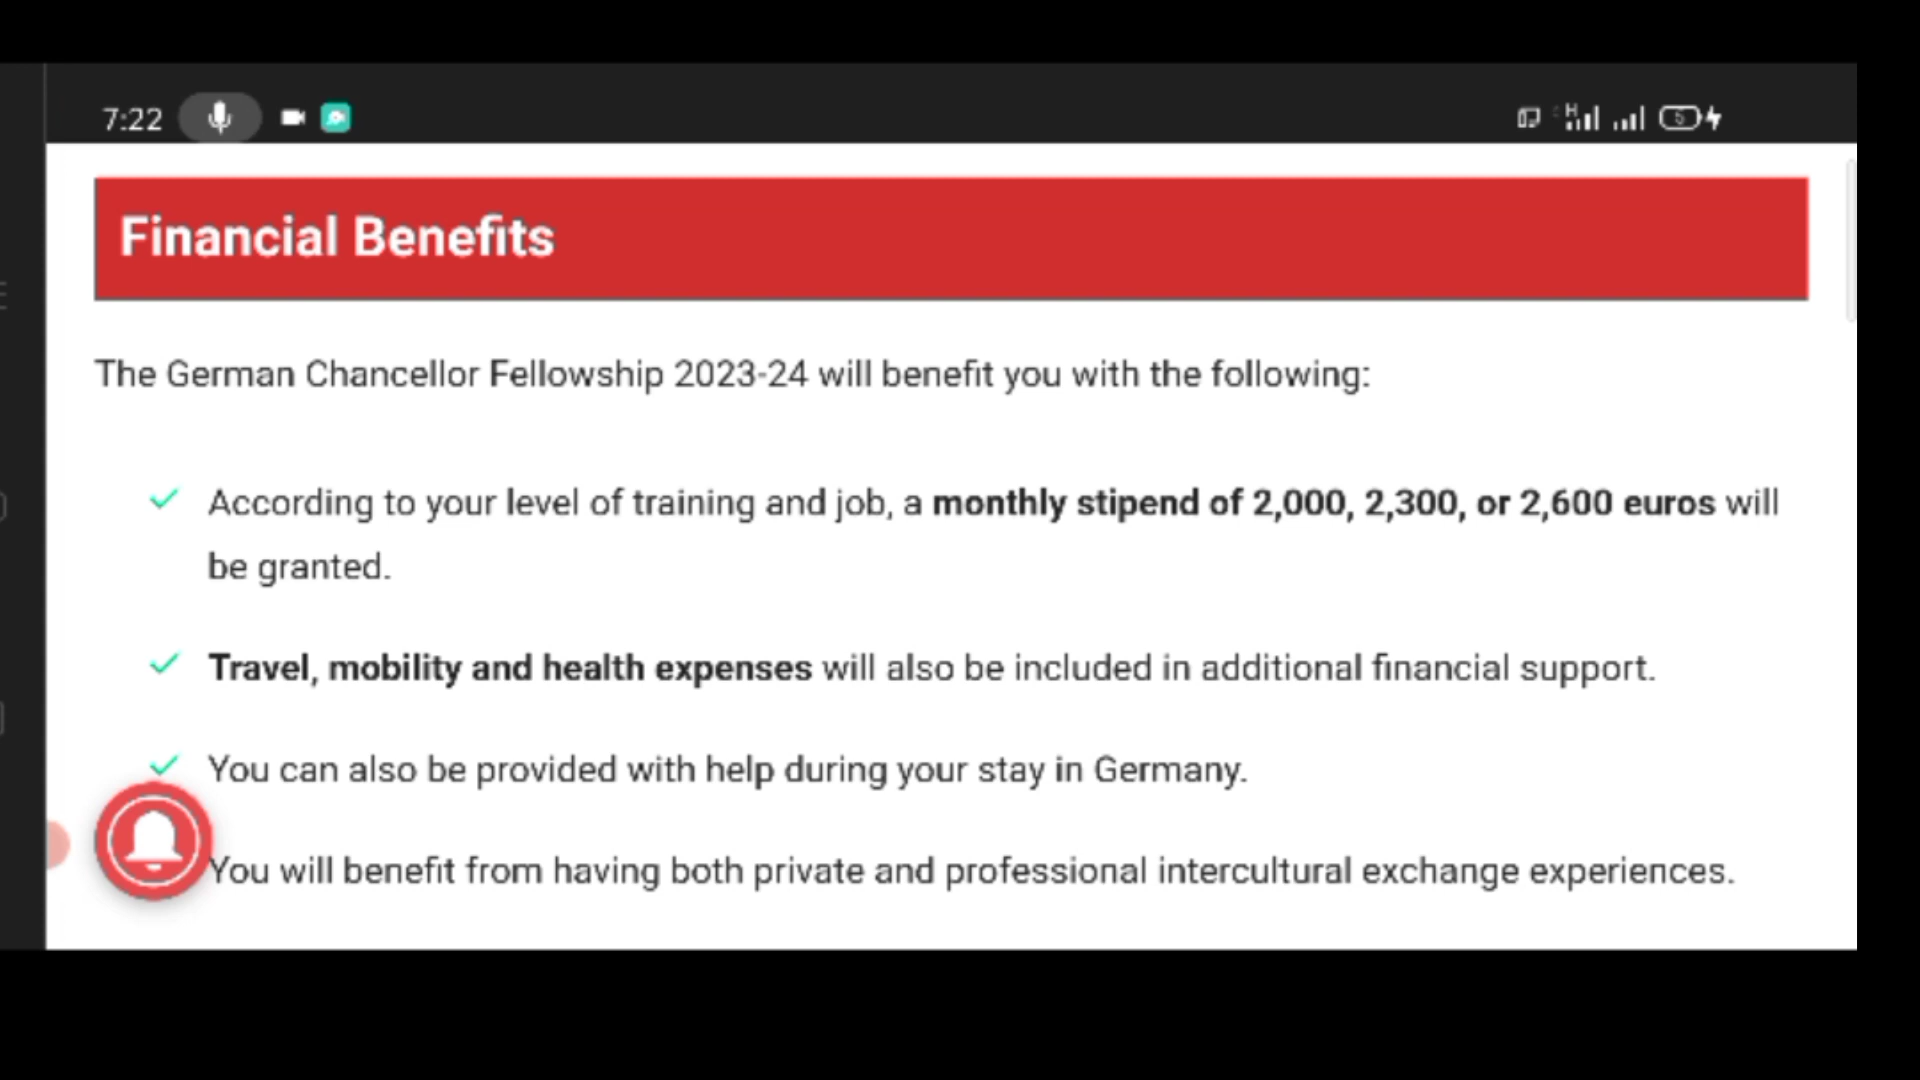 7:22
H
5
Financial Benefits
The German Chancellor Fellowship 2023-24 will benefit you with the following:
According to your level of training and job, a monthly stipend of 2,000, 2,300, or 2,600 euros will
be granted.
Travel, mobility and health expenses will also be included in additional financial support.
You can also be provided with help during your stay in Germany.
You will benefit from having both private and professional intercultural exchange experiences.